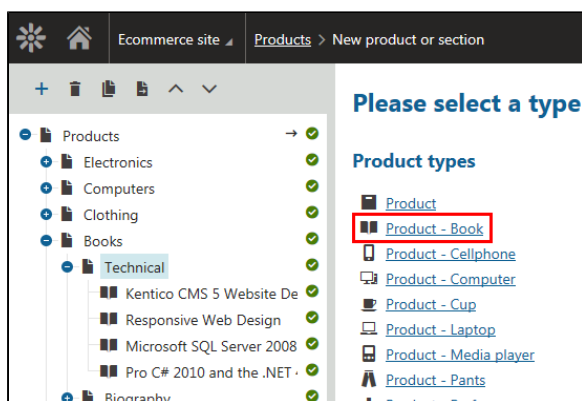 Ecommerce site
Products > New product or section
Products
Electronics
Computers
Clothing
Books
Technical
Kentico CMS 5 Website De
Responsive Web Design
Microsoft SQL Server 2008
Pro C# 2010 and the .NET
Biography
Please select a type
Product types
Product
Product - Book
Product - Cellphone
Product - Computer
Product - Cup
Product - Laptop
Product - Media player
Product - Pants